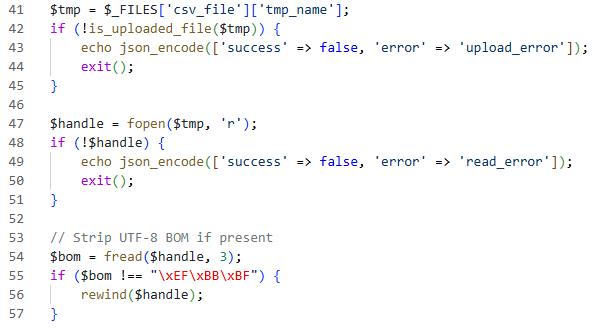 41 $tmp = $_FILES['csv_file']['tmp_name'];
42 if (!is_uploaded_file($tmp)) {
43     echo json_encode(['success' => false, 'error' => 'upload_error']);
44     exit();
45 }
46
47 $handle = fopen($tmp, 'r');
48 if (!$handle) {
49     echo json_encode(['success' => false, 'error' => 'read_error']);
50     exit();
51 }
52
53 // Strip UTF-8 BOM if present
54 $bom = fread($handle, 3);
55 if ($bom !== "\xEF\xBB\xBF") {
56     rewind($handle);
57 }